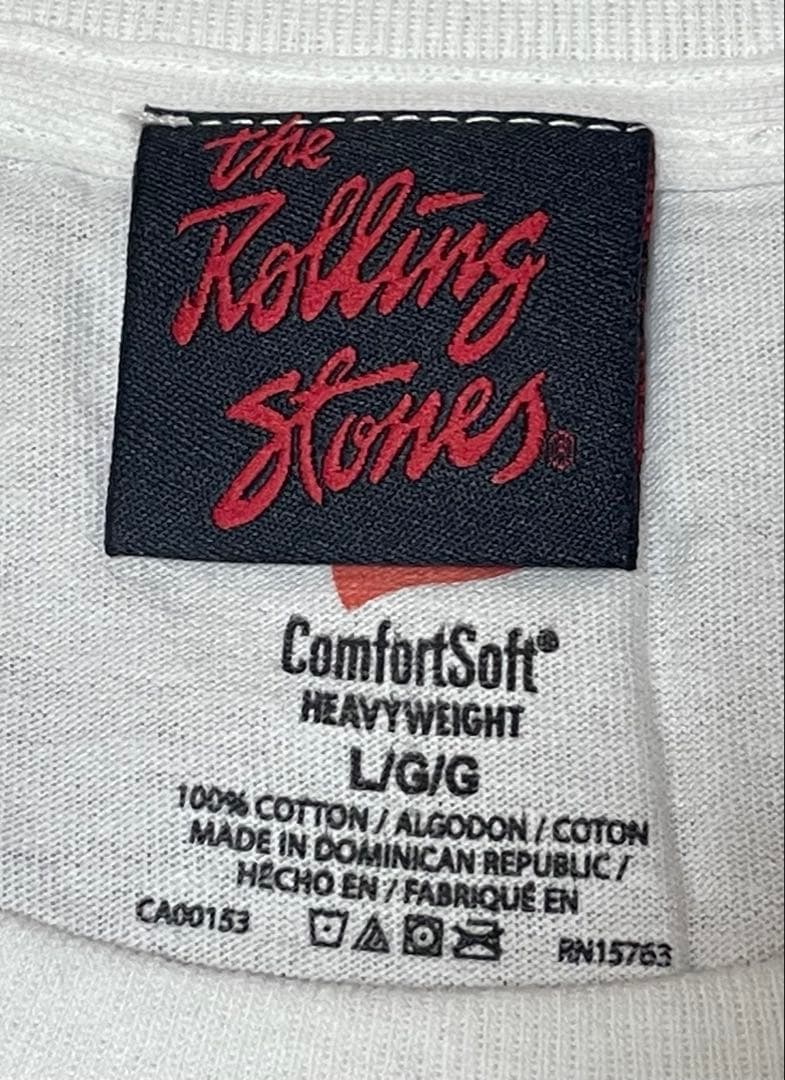 the
Rolling
Stones®
ComfortSoft®
HEAVYWEIGHT
L/G/G
100% COTTON / ALGODON / COTON
MADE IN DOMINICAN REPUBLIC /
HECHO EN / FABRIQUÉ EN
CA00153
RN15763